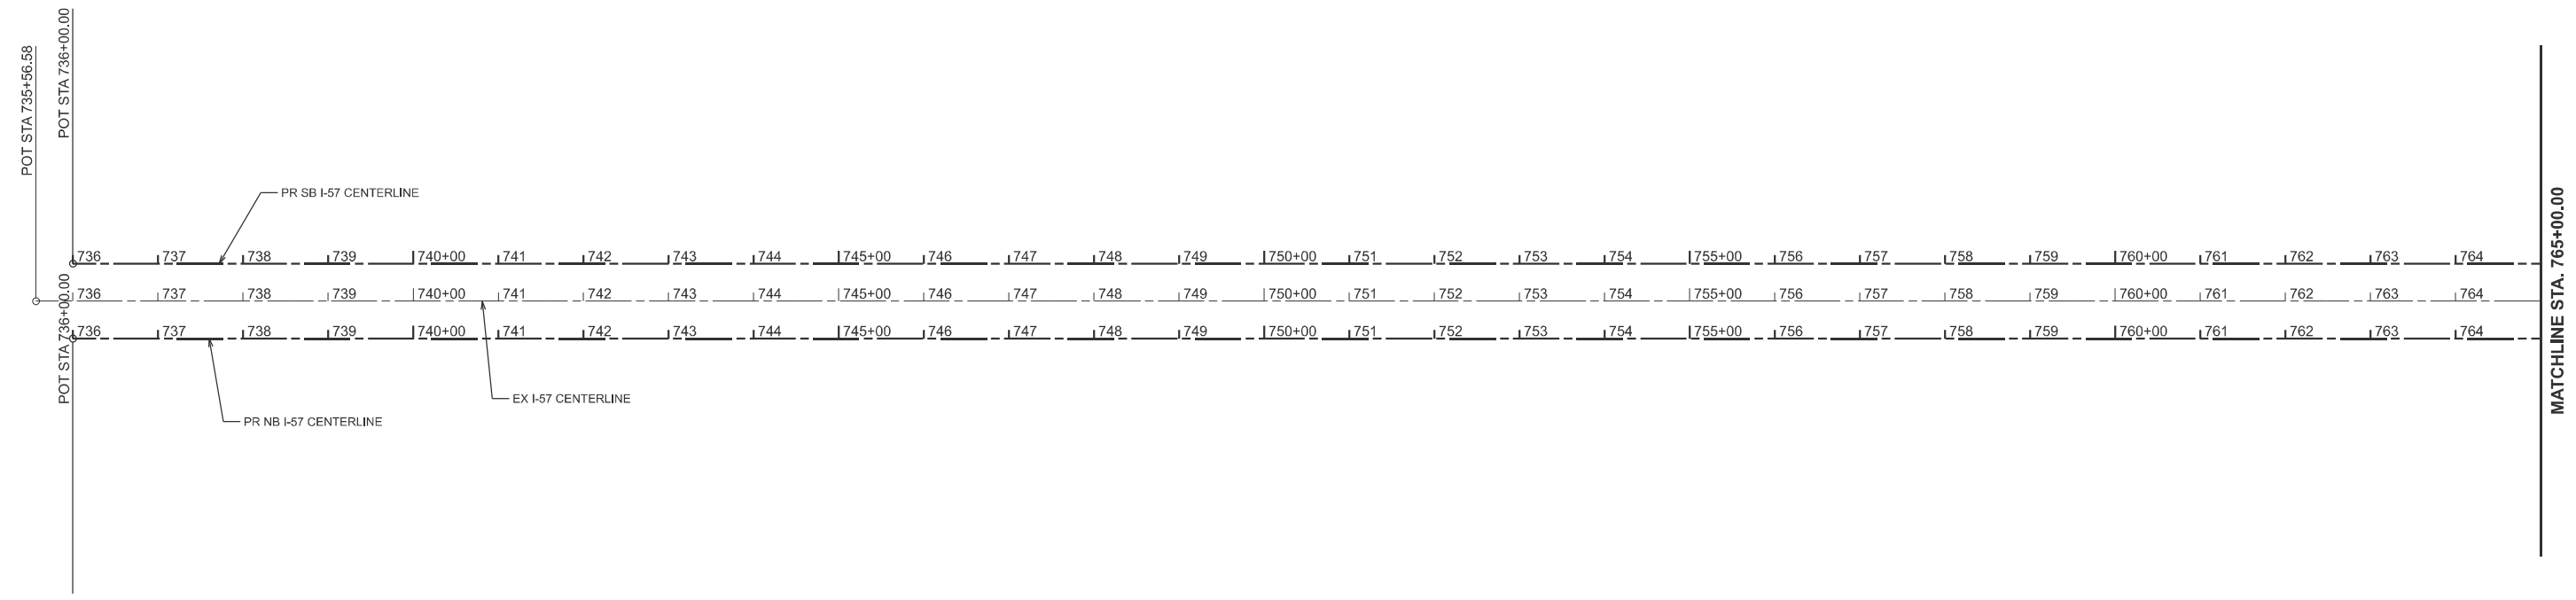 POT STA 735+56.58
POT STA 736+00.00
PR SB I-57 CENTERLINE
736 737 738 739 740+00 741 742 743 744 745+00 746 747 748 749 750+00 751 752 753 754 755+00 756 757 758 759 760+00 761 762 763 764
736 737 738 739 740+00 741 742 743 744 745+00 746 747 748 749 750+00 751 752 753 754 755+00 756 757 758 759 760+00 761 762 763 764
736 737 738 739 740+00 741 742 743 744 745+00 746 747 748 749 750+00 751 752 753 754 755+00 756 757 758 759 760+00 761 762 763 764
POT STA 736+00.00
EX I-57 CENTERLINE
PR NB I-57 CENTERLINE
MATCHLINE STA. 765+00.00